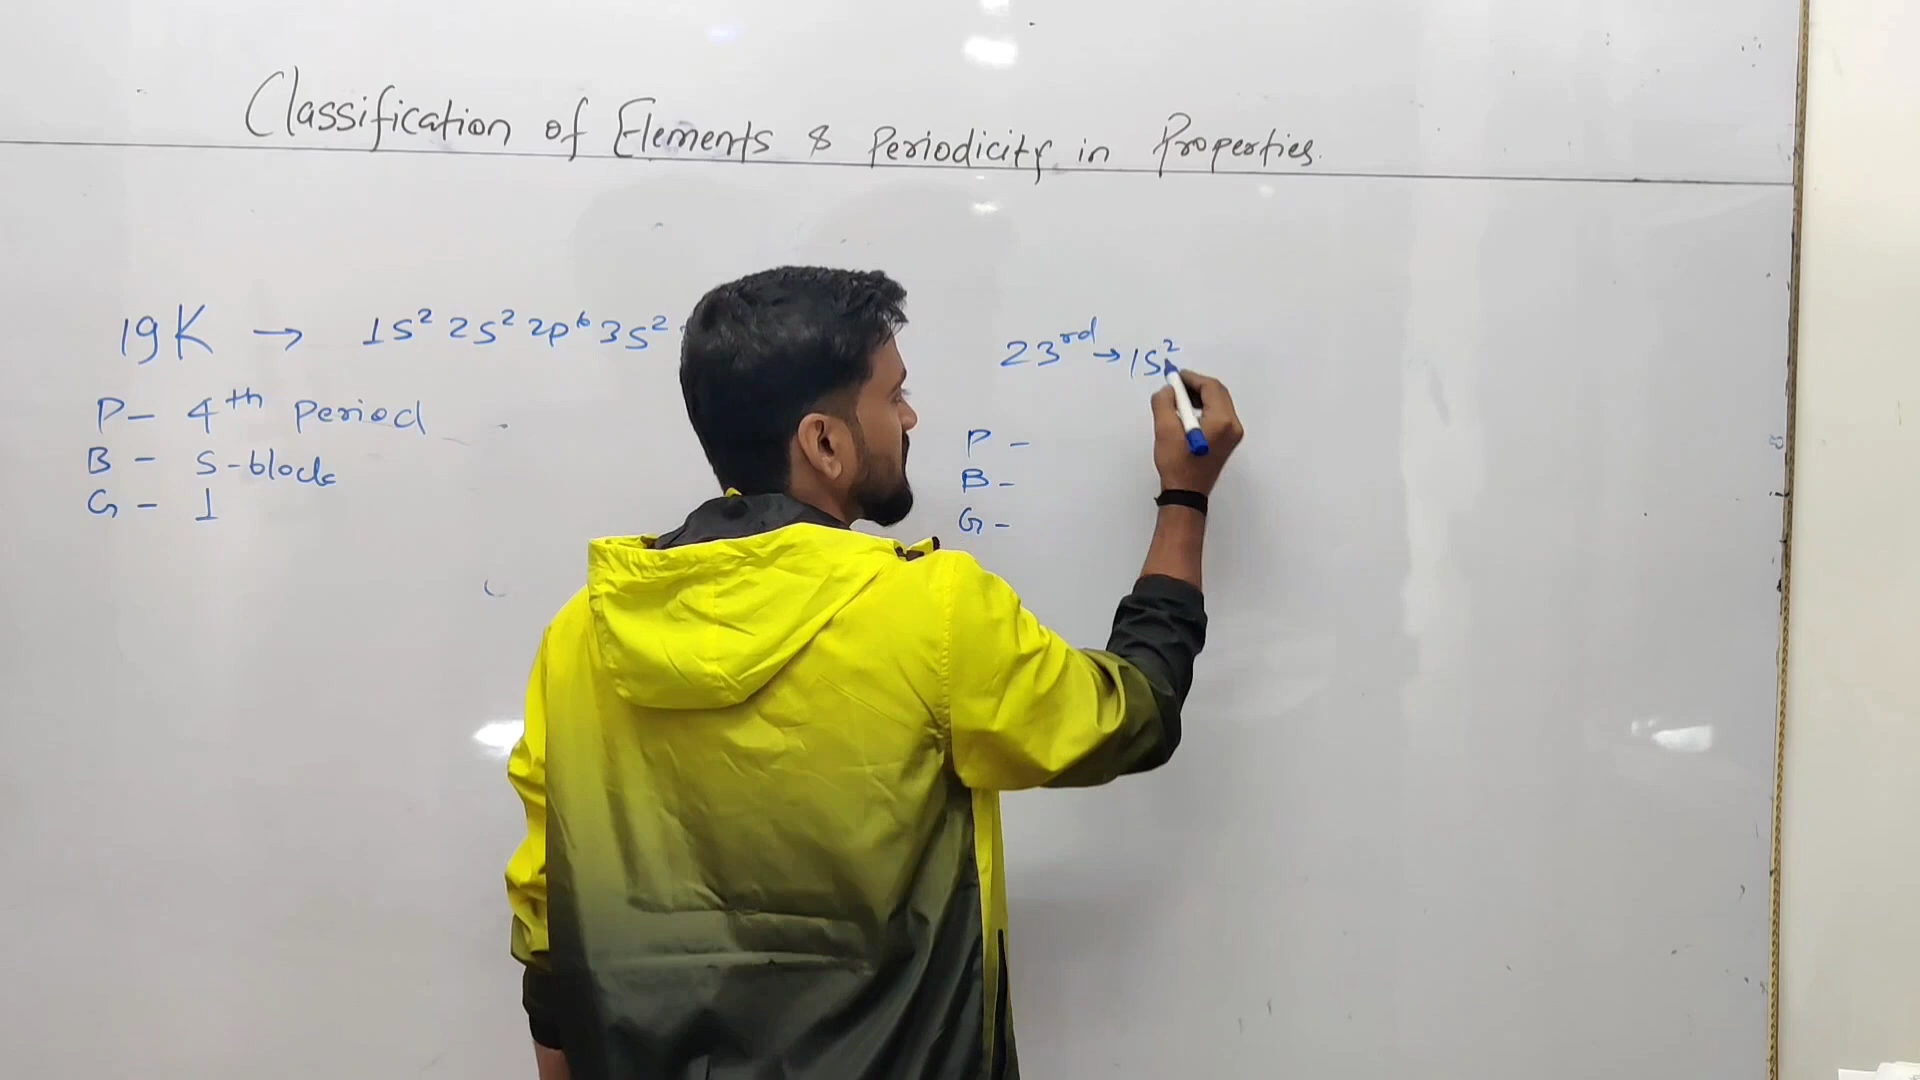 Classification of Elements & Periodicity in Properties.
19K → 1s² 2s² 2p⁶ 3s²
P - 4th Period
B - S-block
G - 1
23rd → 1s²
P -
B -
G -